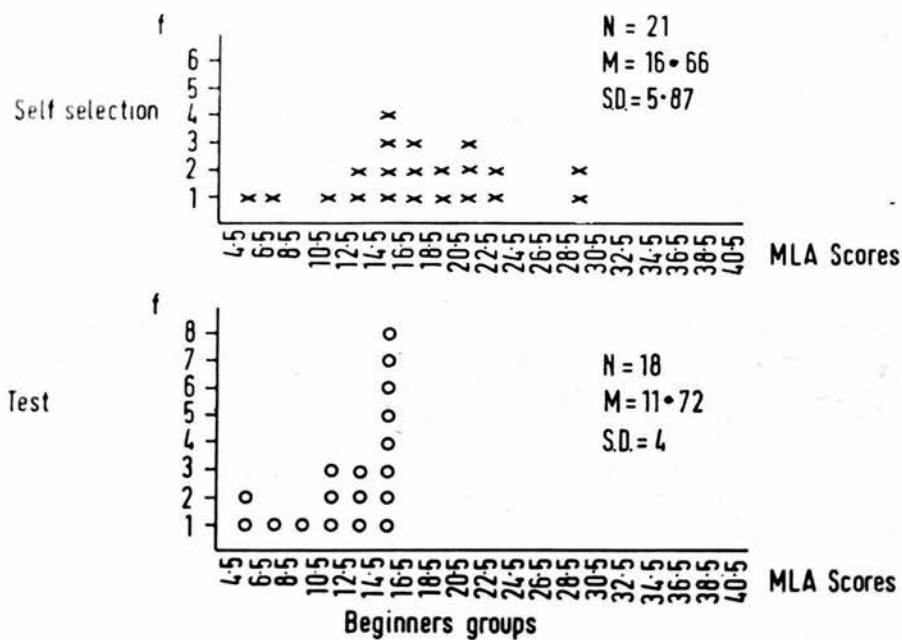 f
N = 21
M = 16•66
S.D. = 5•87
Self selection
6
5
4
3
2
1
4·5 6·5 8·5 10·5 12·5 14·5 16·5 18·5 20·5 22·5 24·5 26·5 28·5 30·5 32·5 34·5 36·5 38·5 40·5
MLA Scores
f
N = 18
M = 11•72
S.D. = 4
Test
8
7
6
5
4
3
2
1
4·5 6·5 8·5 10·5 12·5 14·5 16·5 18·5 20·5 22·5 24·5 26·5 28·5 30·5 32·5 34·5 36·5 38·5 40·5
MLA Scores
Beginners groups